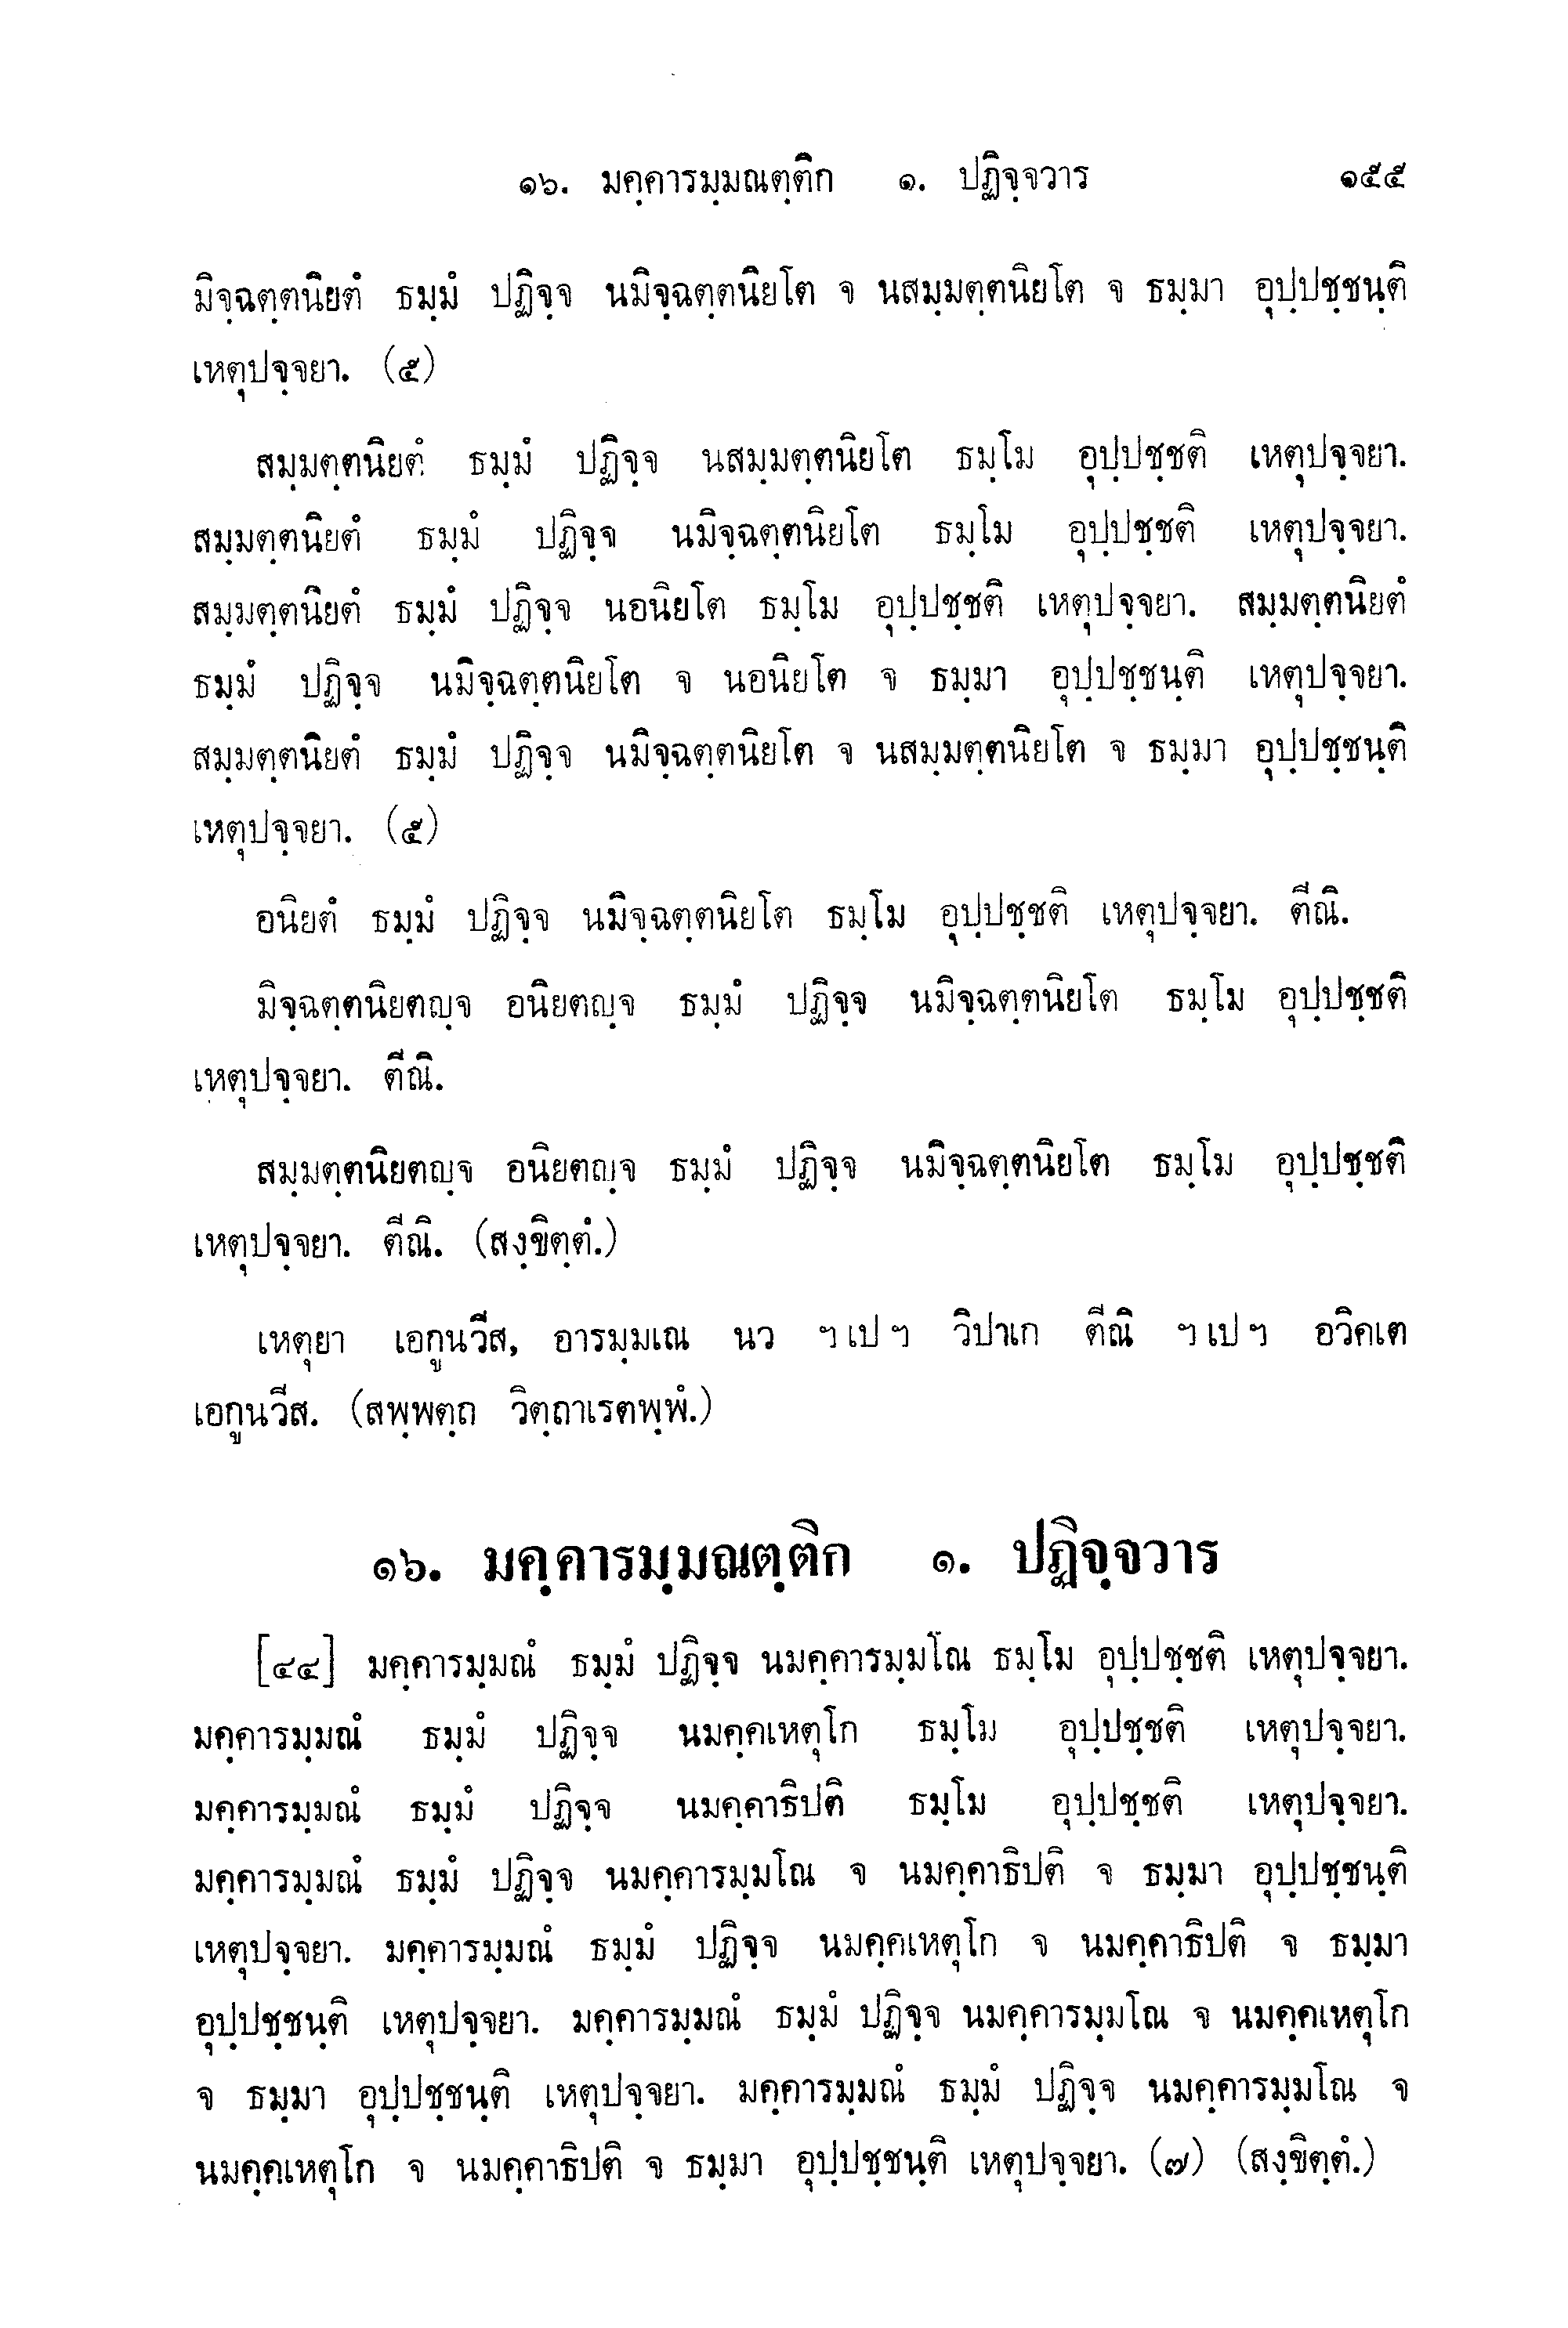 ๑๖. มคฺคารมฺมณตฺติก ๑. ปฏิจฺจวาร ๑๕๕
มิจฺฉตฺตนิยตํ ธมฺมํ ปฏิจฺจ นมิจฺฉตฺตนิยโต จ นสมฺมตฺตนิยโต จ ธมฺมา อุปฺปชฺชนฺติ
เหตุปจฺจยา. (๕)
สมฺมตฺตนิยตํ ธมฺมํ ปฏิจฺจ นสมฺมตฺตนิยโต ธมฺโม อุปฺปชฺชติ เหตุปจฺจยา.
สมฺมตฺตนิยตํ ธมฺมํ ปฏิจฺจ นมิจฺฉตฺตนิยโต ธมฺโม อุปฺปชฺชติ เหตุปจฺจยา.
สมฺมตฺตนิยตํ ธมฺมํ ปฏิจฺจ นอนิยโต ธมฺโม อุปฺปชฺชติ เหตุปจฺจยา. สมฺมตฺตนิยตํ
ธมฺมํ ปฏิจฺจ นมิจฺฉตฺตนิยโต จ นอนิยโต จ ธมฺมา อุปฺปชฺชนฺติ เหตุปจฺจยา.
สมฺมตฺตนิยตํ ธมฺมํ ปฏิจฺจ นมิจฺฉตฺตนิยโต จ นสมฺมตฺตนิยโต จ ธมฺมา อุปฺปชฺชนฺติ
เหตุปจฺจยา. (๕)
อนิยตํ ธมฺมํ ปฏิจฺจ นมิจฺฉตฺตนิยโต ธมฺโม อุปฺปชฺชติ เหตุปจฺจยา. ตีณิ.
มิจฺฉตฺตนิยตญฺจ อนิยตญฺจ ธมฺมํ ปฏิจฺจ นมิจฺฉตฺตนิยโต ธมฺโม อุปฺปชฺชติ
เหตุปจฺจยา. ตีณิ.
สมฺมตฺตนิยตญฺจ อนิยตญฺจ ธมฺมํ ปฏิจฺจ นมิจฺฉตฺตนิยโต ธมฺโม อุปฺปชฺชติ
เหตุปจฺจยา. ตีณิ. (สงฺขิตฺตํ.)
เหตุยา เอกูนวีส, อารมฺมเณ นว ฯเปฯ วิปาเก ตีณิ ฯเปฯ อวิคเต
เอกูนวีส. (สพฺพตฺถ วิตฺถาเรตพฺพํ.)
๑๖. มคฺคารมฺมณตฺติก ๑. ปฏิจฺจวาร
[๔๔] มคฺคารมฺมณํ ธมฺมํ ปฏิจฺจ นมคฺคารมฺมโณ ธมฺโม อุปฺปชฺชติ เหตุปจฺจยา.
มคฺคารมฺมณํ ธมฺมํ ปฏิจฺจ นมคฺคเหตุโก ธมฺโม อุปฺปชฺชติ เหตุปจฺจยา.
มคฺคารมฺมณํ ธมฺมํ ปฏิจฺจ นมคฺคาธิปติ ธมฺโม อุปฺปชฺชติ เหตุปจฺจยา.
มคฺคารมฺมณํ ธมฺมํ ปฏิจฺจ นมคฺคารมฺมโณ จ นมคฺคาธิปติ จ ธมฺมา อุปฺปชฺชนฺติ
เหตุปจฺจยา. มคฺคารมฺมณํ ธมฺมํ ปฏิจฺจ นมคฺคเหตุโก จ นมคฺคาธิปติ จ ธมฺมา
อุปฺปชฺชนฺติ เหตุปจฺจยา. มคฺคารมฺมณํ ธมฺมํ ปฏิจฺจ นมคฺคารมฺมโณ จ นมคฺคเหตุโก
จ ธมฺมา อุปฺปชฺชนฺติ เหตุปจฺจยา. มคฺคารมฺมณํ ธมฺมํ ปฏิจฺจ นมคฺคารมฺมโณ จ
นมคฺคเหตุโก จ นมคฺคาธิปติ จ ธมฺมา อุปฺปชฺชนฺติ เหตุปจฺจยา. (๗) (สงฺขิตฺตํ.)